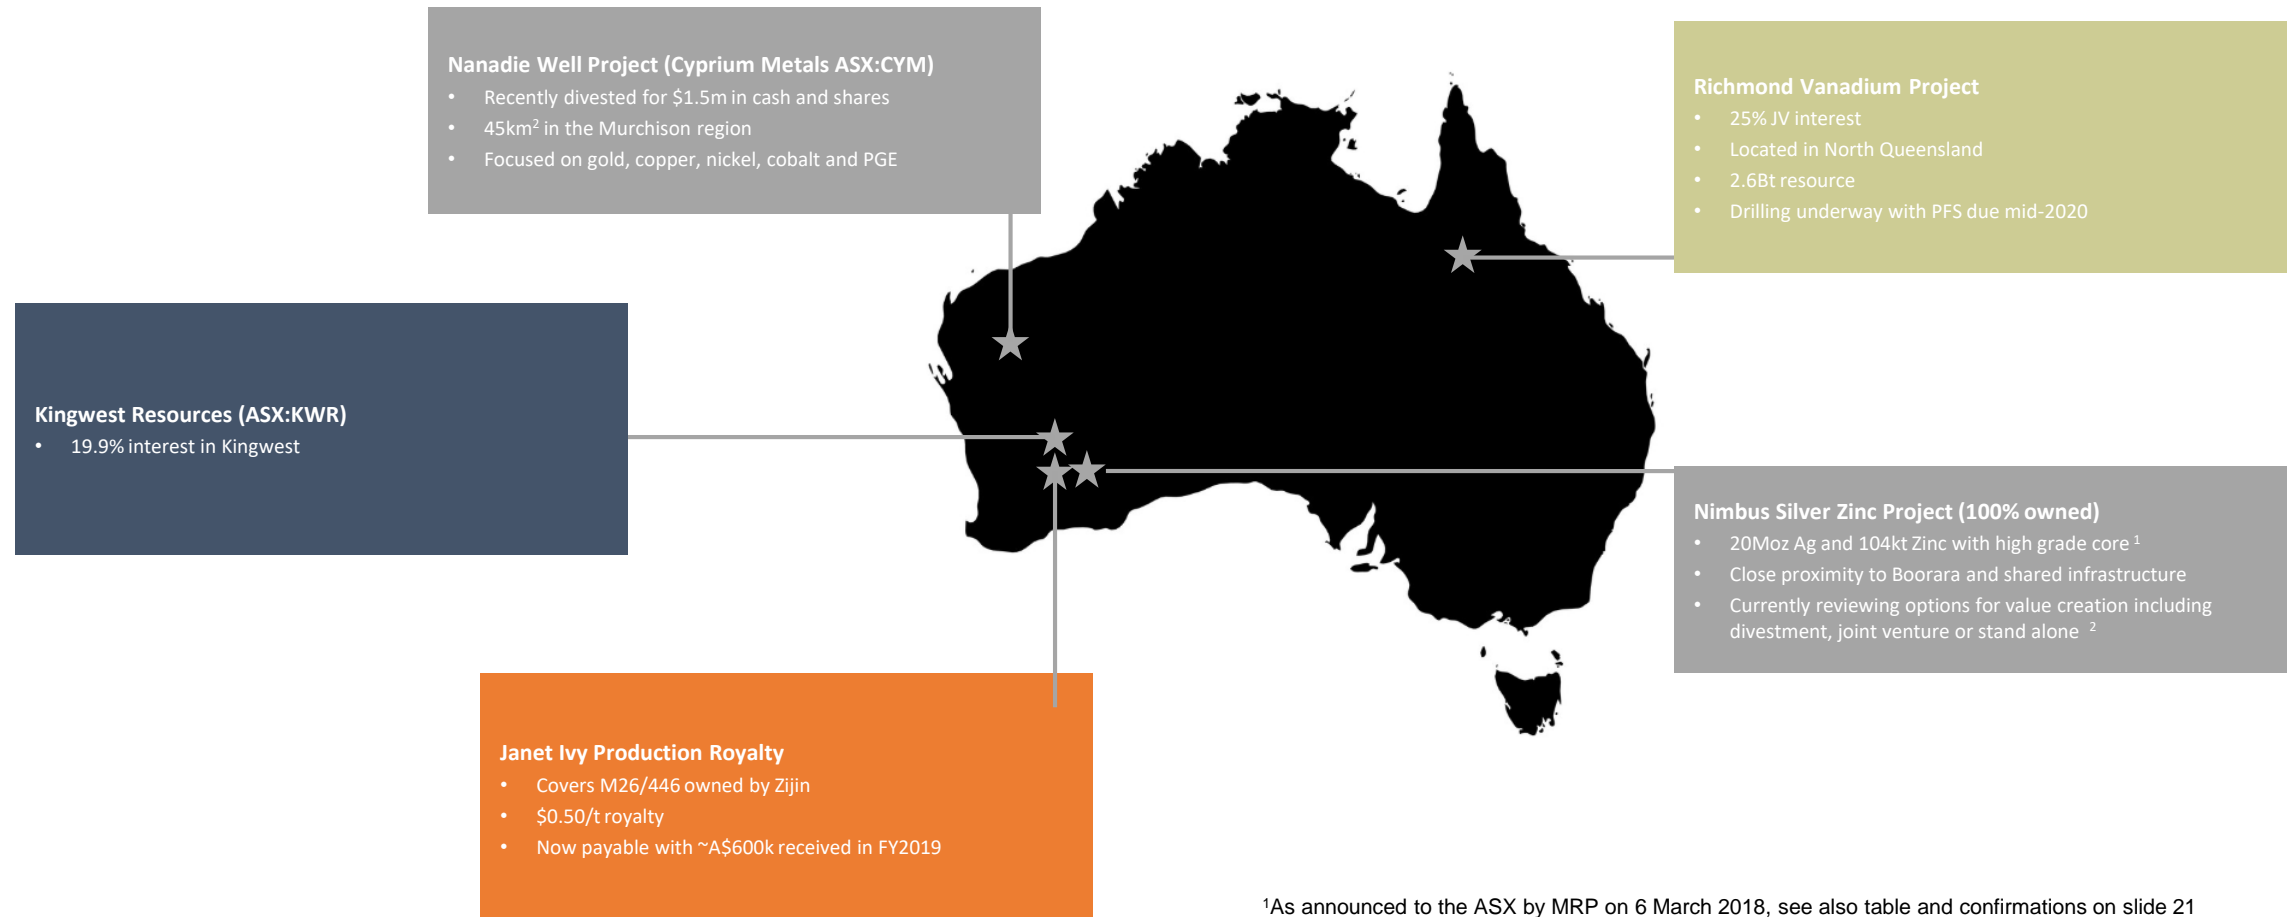 Nanadie Well Project (Cyprium Metals ASX:CYM)
• Recently divested for $1.5m in cash and shares
• 45km² in the Murchison region
• Focused on gold, copper, nickel, cobalt and PGE
Richmond Vanadium Project
• 25% JV interest
• Located in North Queensland
• 2.6Bt resource
• Drilling underway with PFS due mid-2020
Kingwest Resources (ASX:KWR)
• 19.9% interest in Kingwest
Nimbus Silver Zinc Project (100% owned)
• 20Moz Ag and 104kt Zinc with high grade core ¹
• Close proximity to Boorara and shared infrastructure
• Currently reviewing options for value creation including
divestment, joint venture or stand alone ²
Janet Ivy Production Royalty
• Covers M26/446 owned by Zijin
• $0.50/t royalty
• Now payable with ~A$600k received in FY2019
¹As announced to the ASX by MRP on 6 March 2018, see also table and confirmations on slide 21